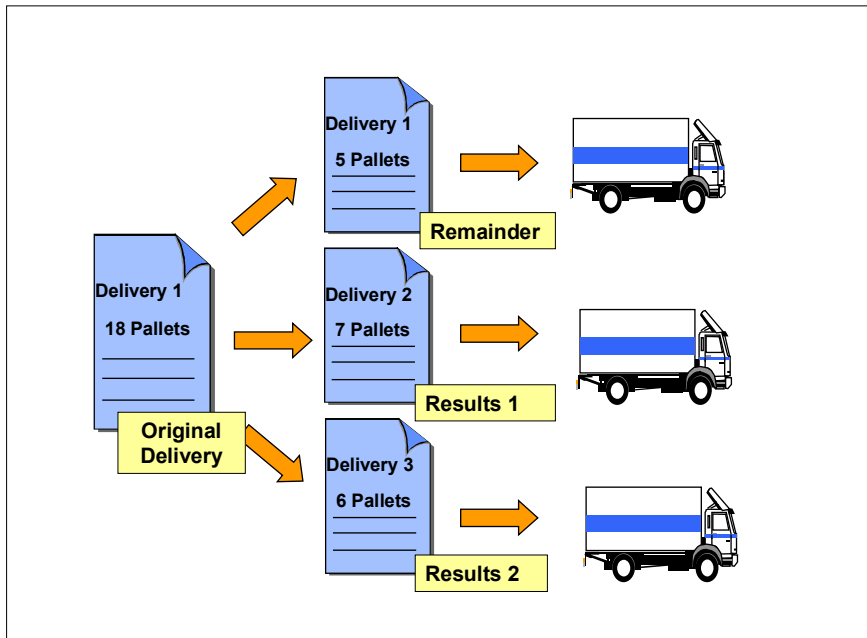 Delivery 1
5 Pallets
Remainder
Delivery 1
18 Pallets
Original
Delivery
Delivery 2
7 Pallets
Results 1
Delivery 3
6 Pallets
Results 2